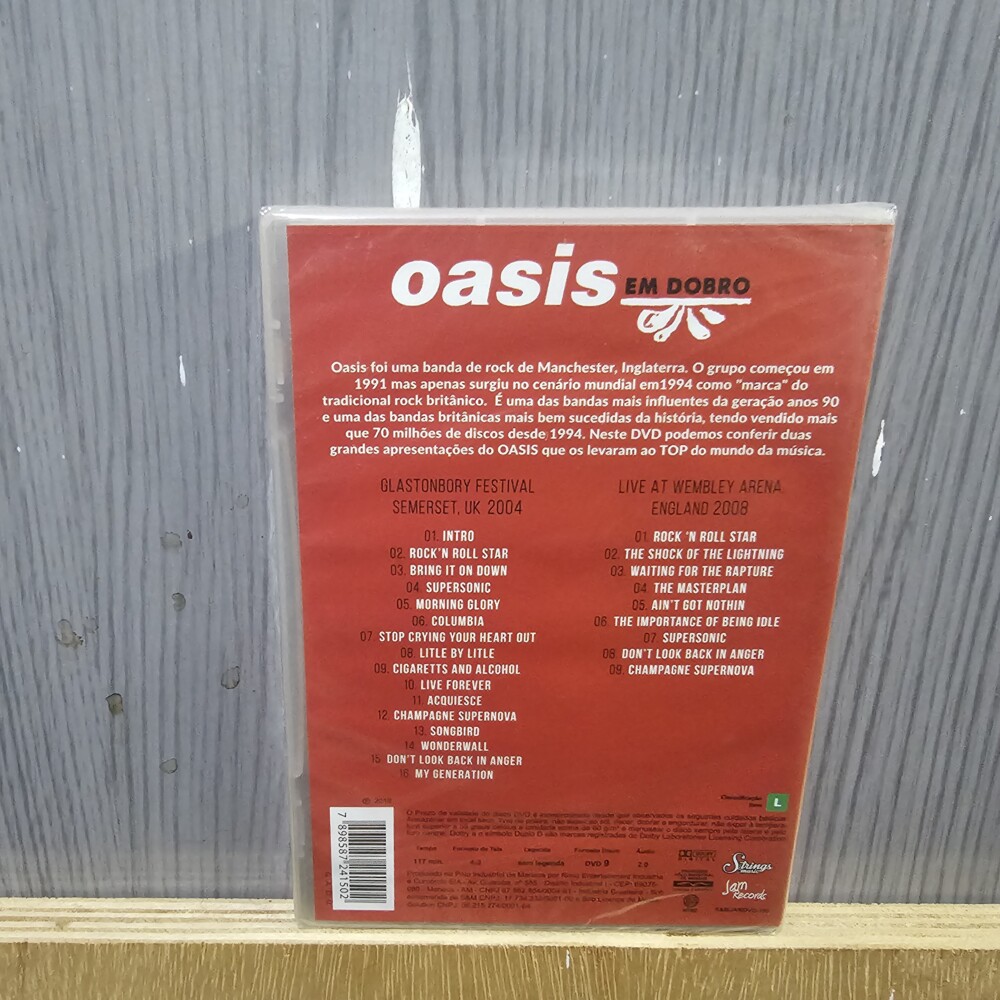 oasis EM DOBRO
Oasis foi uma banda de rock de Manchester, Inglaterra. O grupo começou em
1991 mas apenas surgiu no cenário mundial em1994 como "marca" do
tradicional rock britânico. É uma das bandas mais influentes da geração anos 90
e uma das bandas britânicas mais bem sucedidas da história, tendo vendido mais
que 70 milhões de discos desde 1994. Neste DVD podemos conferir duas
grandes apresentações do OASIS que os levaram ao TOP do mundo da música.
GLASTONBORY FESTIVAL
SEMERSET, UK 2004
01. INTRO
02. ROCK'N ROLL STAR
03. BRING IT ON DOWN
04. SUPERSONIC
05. MORNING GLORY
06. COLUMBIA
07. STOP CRYING YOUR HEART OUT
08. LITLE BY LITLE
09. CIGARETTS AND ALCOHOL
10. LIVE FOREVER
11. ACQUIESCE
12. CHAMPAGNE SUPERNOVA
13. SONGBIRD
14. WONDERWALL
15. DON'T LOOK BACK IN ANGER
16. MY GENERATION
LIVE AT WEMBLEY ARENA
ENGLAND 2008
01. ROCK 'N ROLL STAR
02. THE SHOCK OF THE LIGHTNING
03. WAITING FOR THE RAPTURE
04. THE MASTERPLAN
05. AIN'T GOT NOTHIN
06. THE IMPORTANCE OF BEING IDLE
07. SUPERSONIC
08. DON'T LOOK BACK IN ANGER
09. CHAMPAGNE SUPERNOVA
Classificação
livre
L
7898587241502
Tempo Formato de Tela Legenda Formato Disco Áudio
117 min. 4:3 sem legenda DVD 9 2.0
Strings
music
Jam
Records